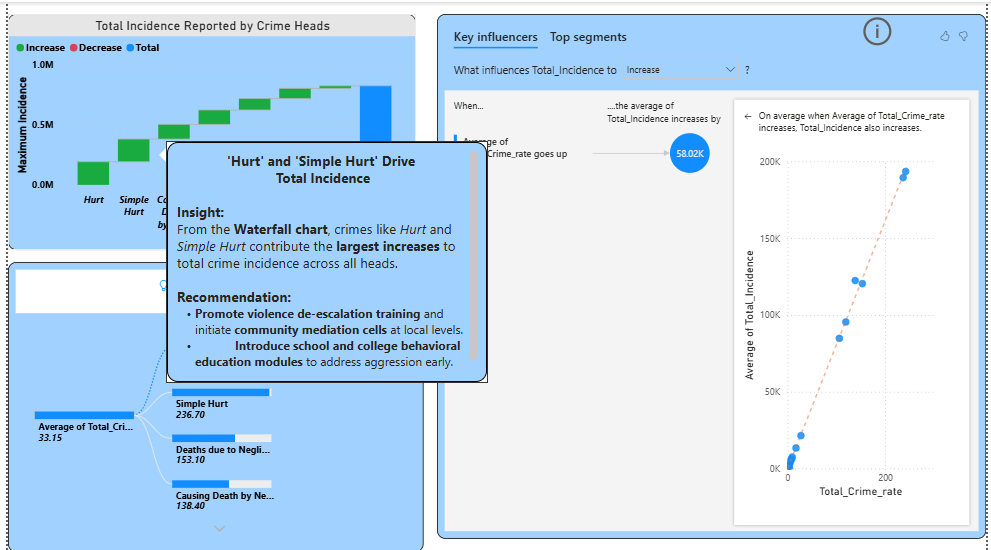 Total Incidence Reported by Crime Heads
Increase Decrease Total
Maximum Incidence
1.0M
0.5M
0.0M
Hurt
Simple
Hurt
Co
D
by
'Hurt' and 'Simple Hurt' Drive
Total Incidence
Insight:
From the Waterfall chart, crimes like Hurt and
Simple Hurt contribute the largest increases to
total crime incidence across all heads.
Recommendation:
• Promote violence de-escalation training and
initiate community mediation cells at local levels.
• Introduce school and college behavioral
education modules to address aggression early.
Average of Total_Cri...
33.15
Simple Hurt
236.70
Deaths due to Negli...
153.10
Causing Death by Ne...
138.40
Key influencers Top segments
What influences Total_Incidence to Increase ?
When...
....the average of
Total_Incidence increases by
Average of
Crime_rate goes up
58.02K
← On average when Average of Total_Crime_rate
increases, Total_Incidence also increases.
Average of Total_Incidence
200K
150K
100K
50K
0K
0 200
Total_Crime_rate